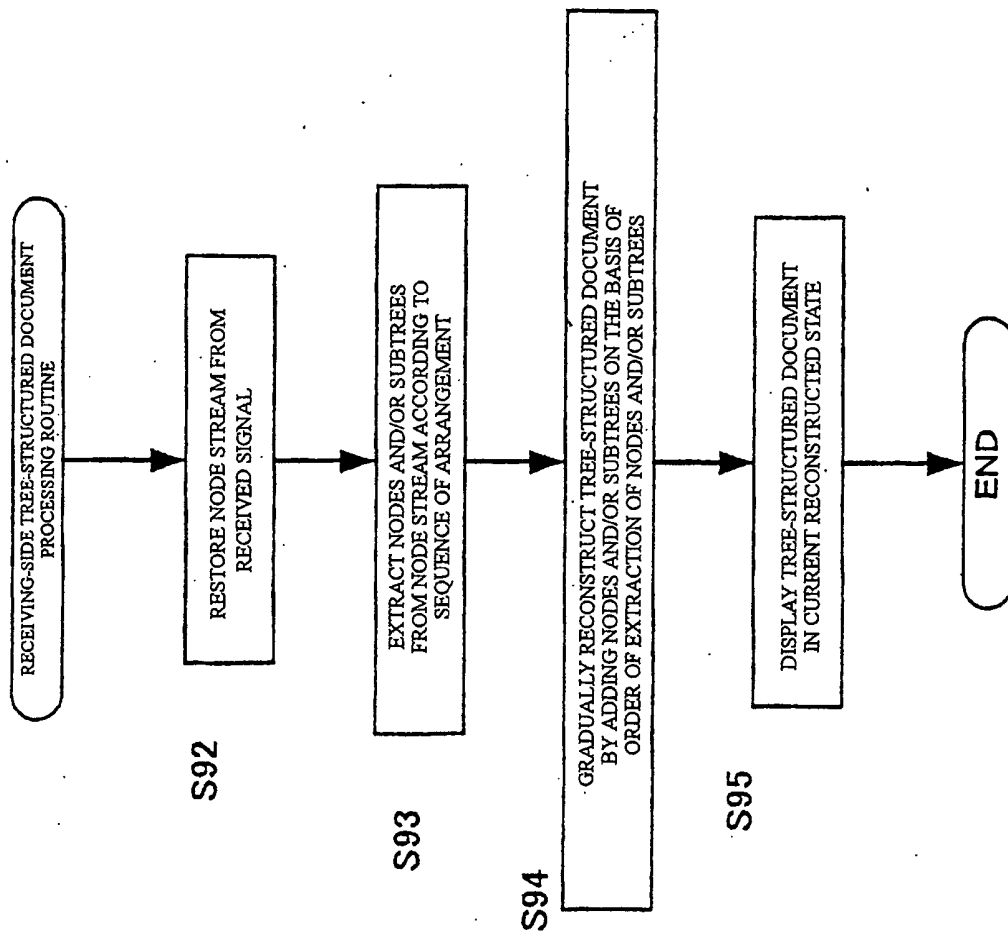 RECEIVING-SIDE TREE-STRUCTURED DOCUMENT
PROCESSING ROUTINE
S92
RESTORE NODE STREAM FROM
RECEIVED SIGNAL
S93
EXTRACT NODES AND/OR SUBTREES
FROM NODE STREAM ACCORDING TO
SEQUENCE OF ARRANGEMENT
S94
GRADUALLY RECONSTRUCT TREE-STRUCTURED DOCUMENT
BY ADDING NODES AND/OR SUBTREES ON THE BASIS OF
ORDER OF EXTRACTION OF NODES AND/OR SUBTREES
S95
DISPLAY TREE-STRUCTURED DOCUMENT
IN CURRENT RECONSTRUCTED STATE
END